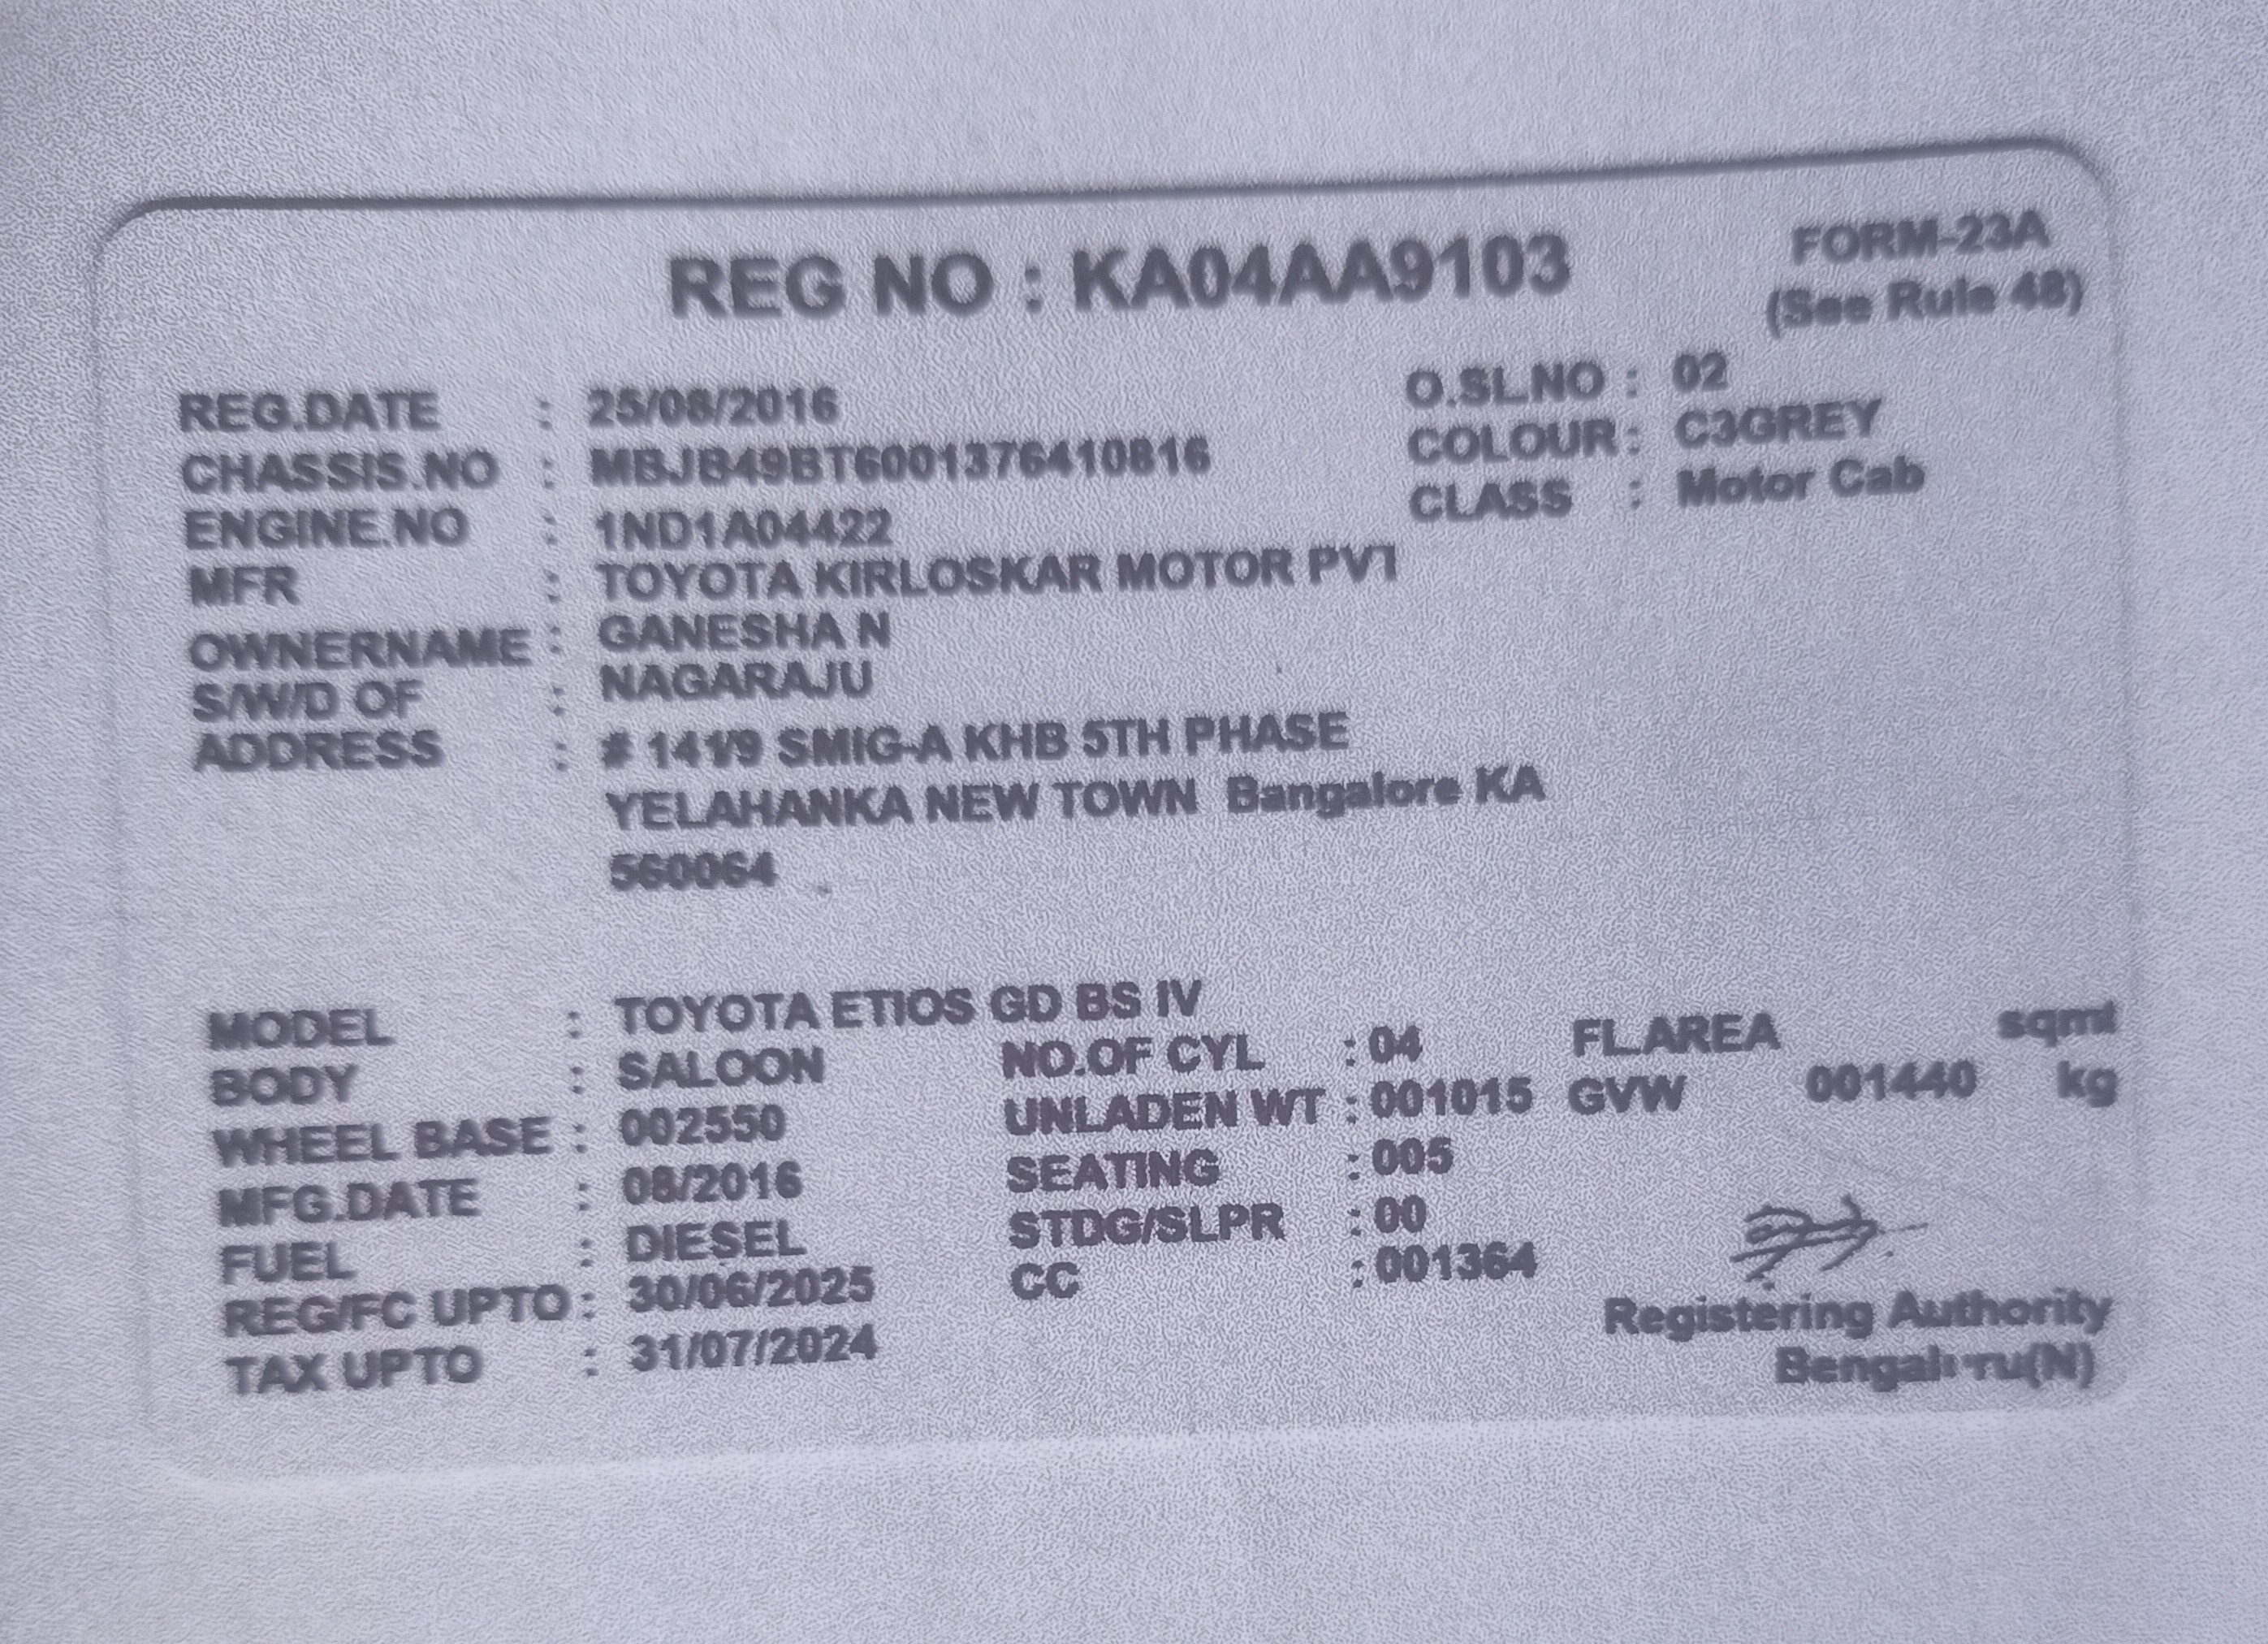 REG NO : KA04AA9103
FORM-23A
(See Rule 48)
REG.DATE : 25/08/2016
O.SLNO : 02
CHASSIS.NO : MBJB49BT6001376410816
COLOUR : C3GREY
ENGINE.NO : 1ND1A04422
CLASS : Motor Cab
MFR : TOYOTA KIRLOSKAR MOTOR PVT
OWNERNAME : GANESHA N
S/W/D OF : NAGARAJU
ADDRESS : # 141/9 SMIG-A KHB 5TH PHASE
YELAHANKA NEW TOWN Bangalore KA
560064
MODEL : TOYOTA ETIOS GD BS IV
BODY : SALOON NO.OF CYL : 04 FLAREA sqmt
WHEEL BASE : 002550 UNLADEN WT : 001015 GVW 001440 kg
MFG.DATE : 08/2016 SEATING : 005
FUEL : DIESEL STDG/SLPR : 00
REG/FC UPTO : 30/06/2025 CC : 001364
TAX UPTO : 31/07/2024
Registering Authority
Bengaluru(N)